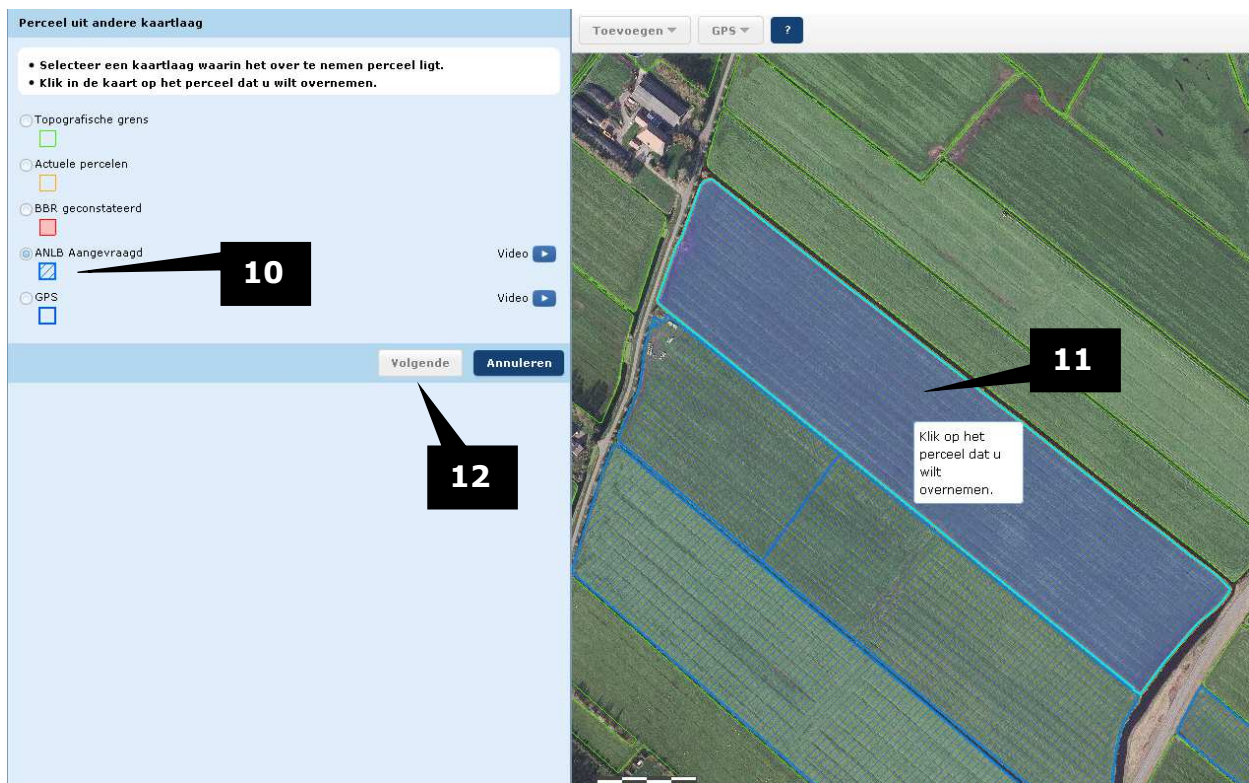 Perceel uit andere kaartlaag
• Selecteer een kaartlaag waarin het over te nemen perceel ligt.
• Klik in de kaart op het perceel dat u wilt overnemen.
Topografische grens
Actuele percelen
BBR geconstateerd
ANLB Aangevraagd
Video
10
GPS
Video
Volgende
Annuleren
12
Toevoegen
GPS
?
11
Klik op het
perceel dat u
wilt
overnemen.